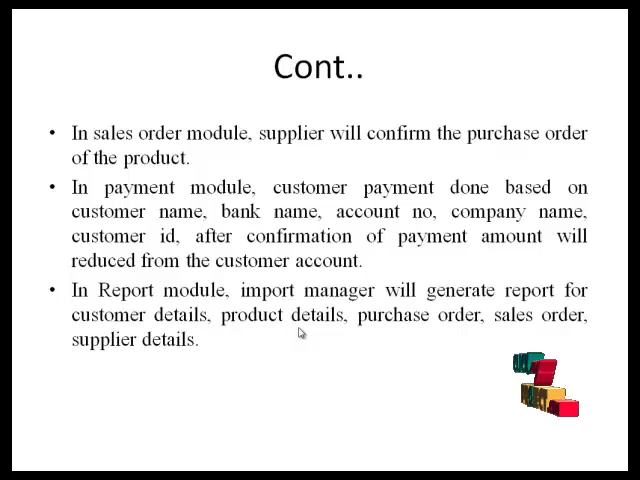 Cont..
• In sales order module, supplier will confirm the purchase order
of the product.
• In payment module, customer payment done based on
customer name, bank name, account no, company name,
customer id, after confirmation of payment amount will
reduced from the customer account.
• In Report module, import manager will generate report for
customer details, product details, purchase order, sales order,
supplier details.